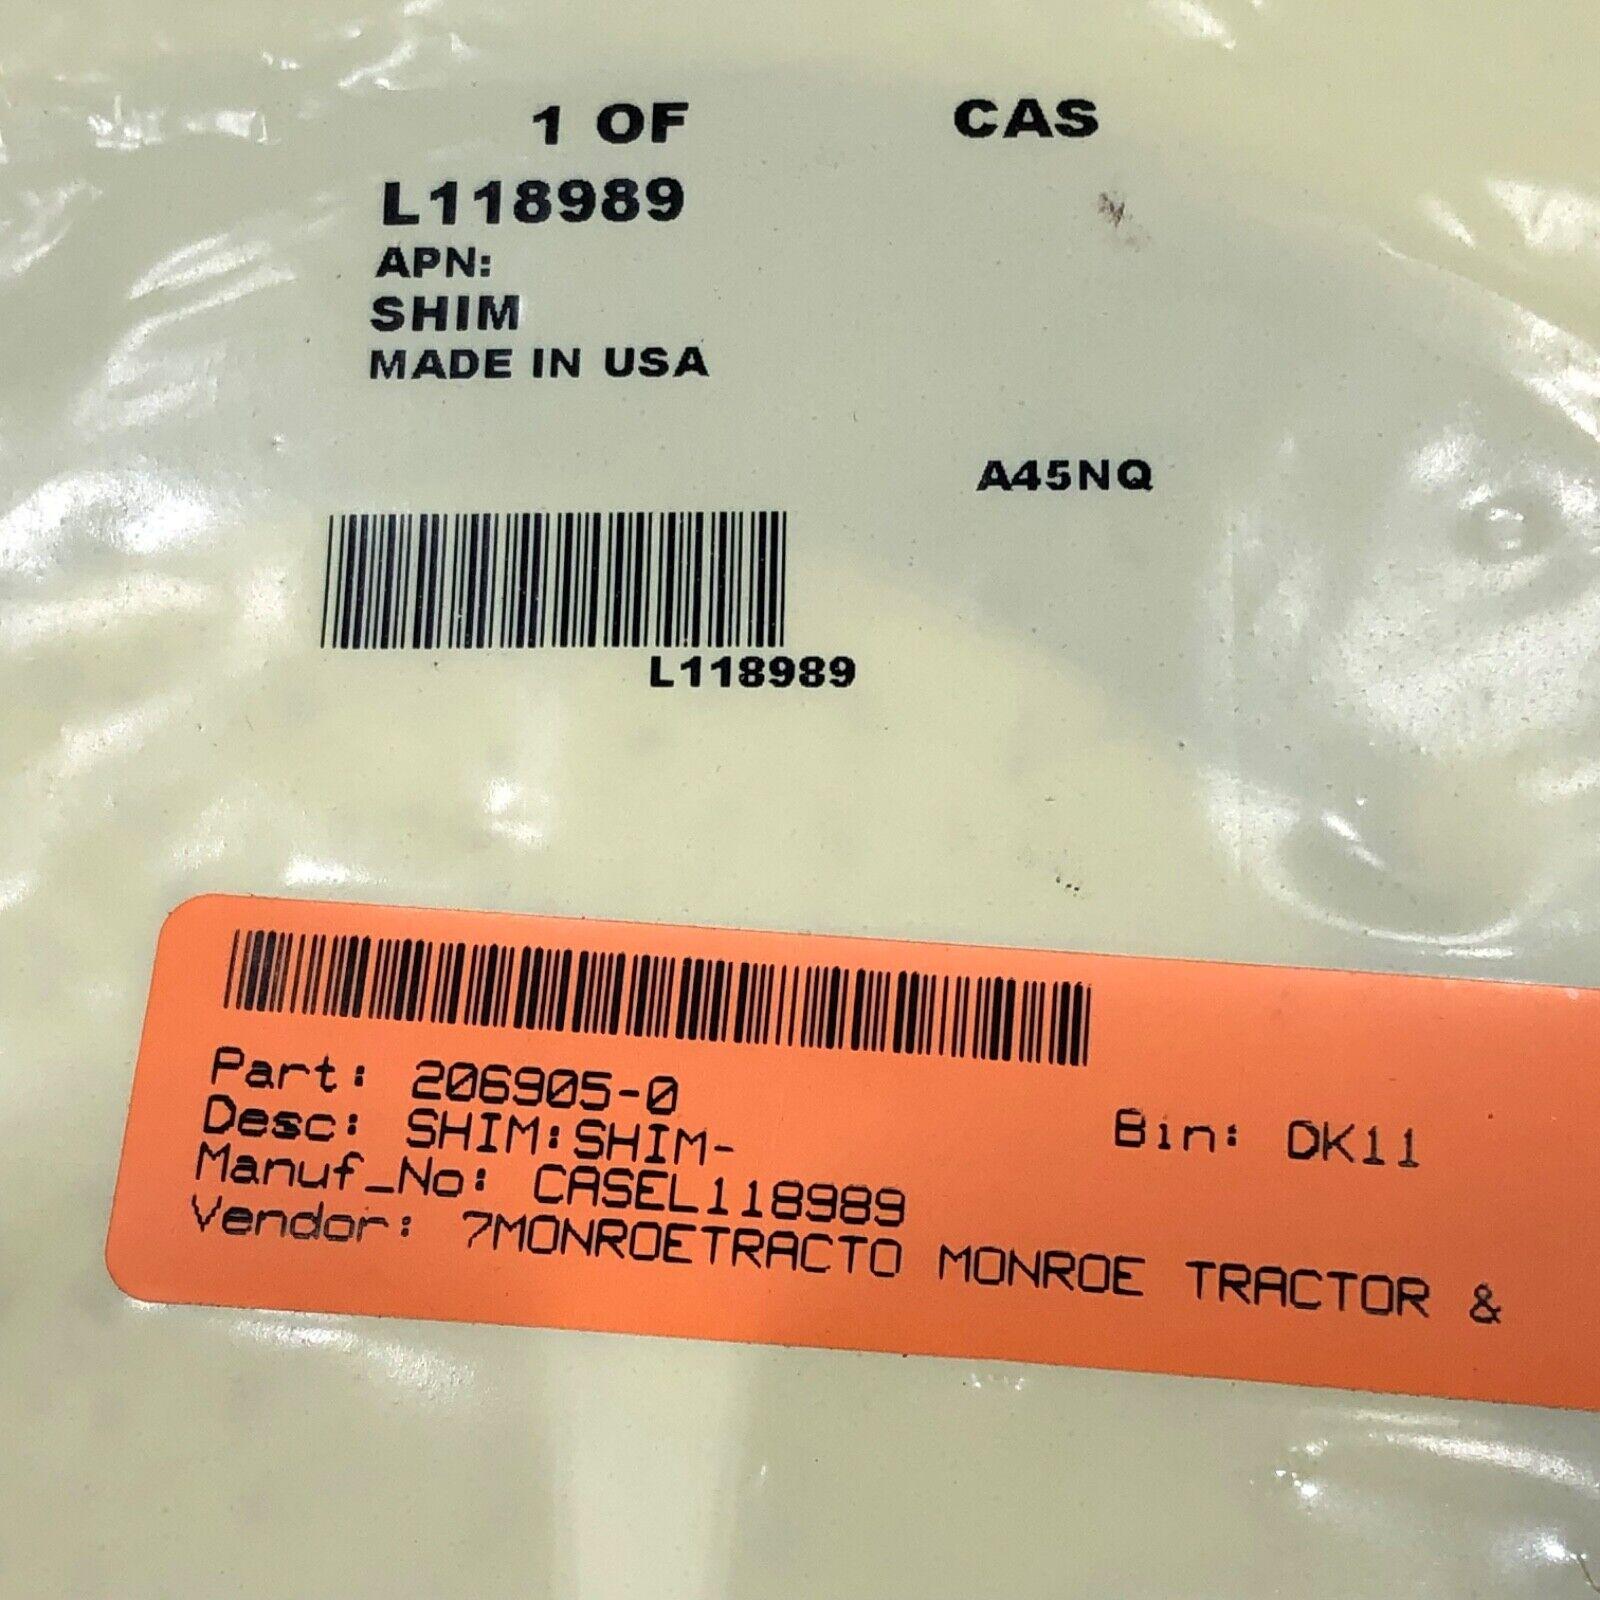 1 OF CAS
L118989
APN:
SHIM
MADE IN USA
A45NQ
L118989
Part: 206905-0
Desc: SHIM:SHIM-
Bin: DK11
Manuf_No: CASEL118989
Vendor: 7MONROETRACTO MONROE TRACTOR &